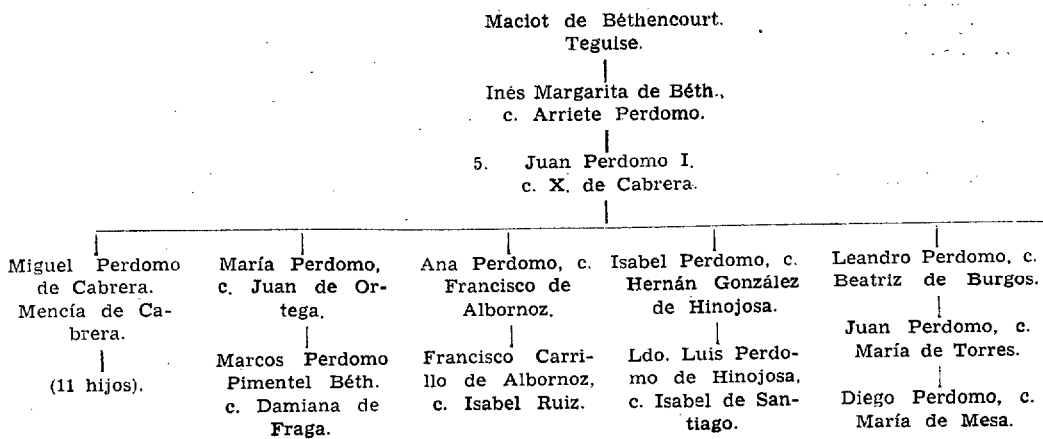 Maciot de Béthencourt.
Teguise.
Inés Margarita de Béth.,
c. Arriete Perdomo.
5. Juan Perdomo I.
c. X. de Cabrera.
Miguel Perdomo
de Cabrera.
Mencía de Ca-
brera.
(11 hijos).
María Perdomo,
c. Juan de Or-
tega.
Marcos Perdomo
Pimentel Béth.
c. Damiana de
Fraga.
Ana Perdomo, c.
Francisco de
Albornoz.
Francisco Carri-
llo de Albornoz,
c. Isabel Ruiz.
Isabel Perdomo, c.
Hernán González
de Hinojosa.
Ldo. Luis Perdo-
mo de Hinojosa,
c. Isabel de San-
tiago.
Leandro Perdomo, c.
Beatriz de Burgos.
Juan Perdomo, c.
María de Torres.
Diego Perdomo, c.
María de Mesa.